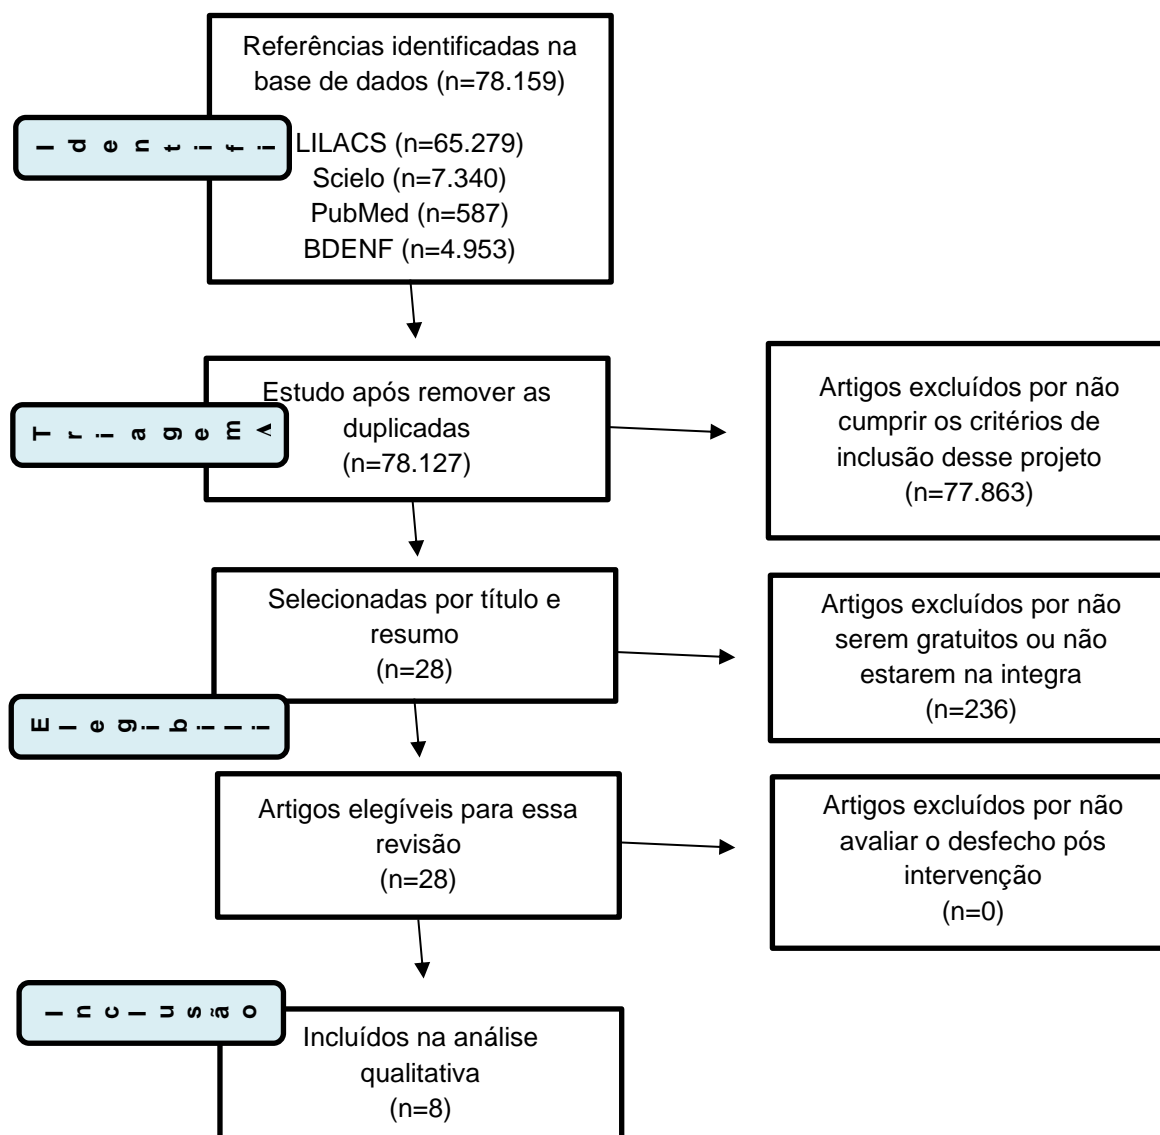 Referências identificadas na
base de dados (n=78.159)
Identifi
LILACS (n=65.279)
Scielo (n=7.340)
PubMed (n=587)
BDENF (n=4.953)
Estudo após remover as
duplicadas
(n=78.127)
Triagem
Artigos excluídos por não
cumprir os critérios de
inclusão desse projeto
(n=77.863)
Selecionadas por título e
resumo
(n=28)
Artigos excluídos por não
serem gratuitos ou não
estarem na integra
(n=236)
Elegibili
Artigos elegíveis para essa
revisão
(n=28)
Artigos excluídos por não
avaliar o desfecho pós
intervenção
(n=0)
Inclusão
Incluídos na análise
qualitativa
(n=8)